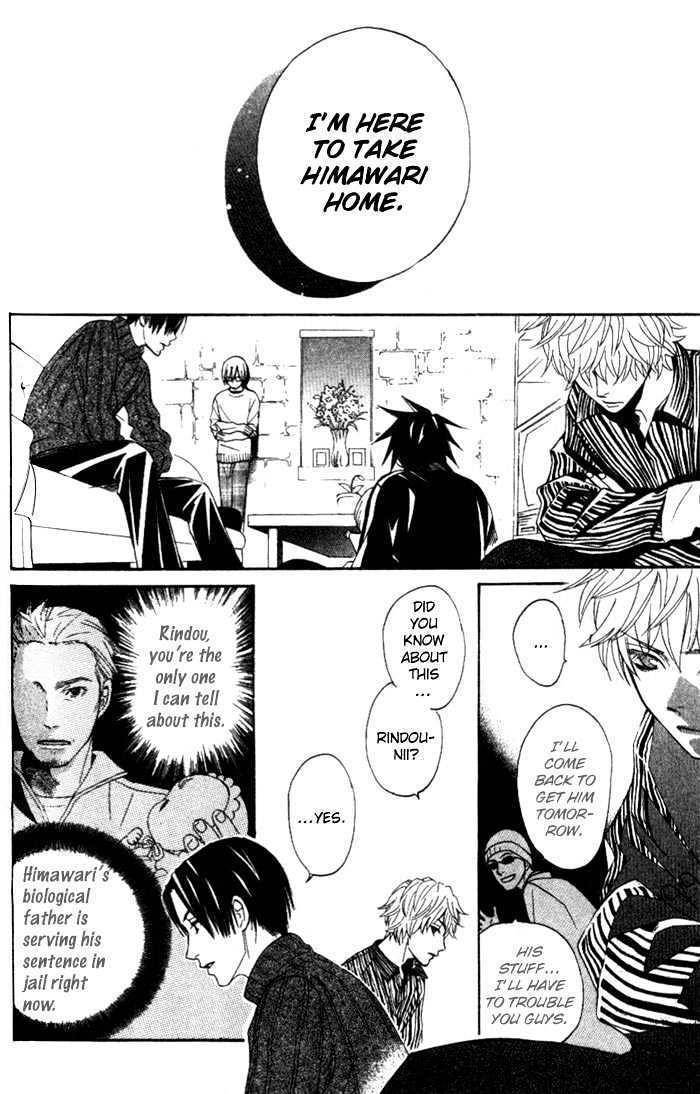 I'M HERE
TO TAKE
HIMAWARI
HOME.
...
I'LL
COME
BACK TO
GET HIM
TOMOR-
ROW.
HIS
STUFF...
I'LL HAVE
TO TROUBLE
YOU GUYS.
DID
YOU
KNOW
ABOUT
THIS
...
RINDOU-
NII?
...YES.
Rindou,
you're the
only one
I can tell
about this.
Himawari's
biological
father is
serving his
sentence in
jail right
now.